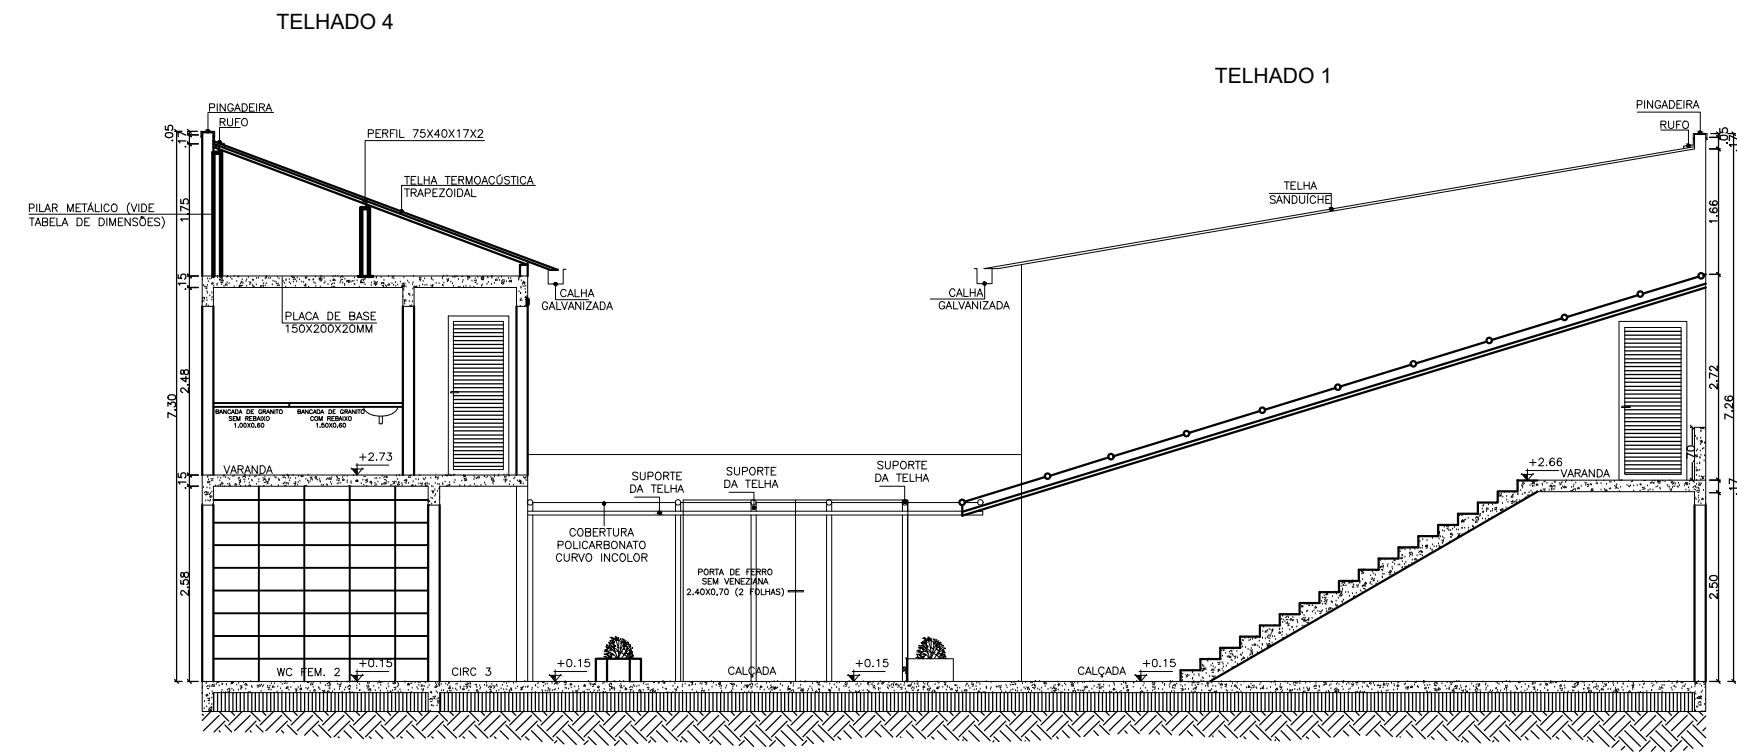 TELHADO 4
TELHADO 1
PINGADEIRA
RUFO
PERFIL 75X40X17X2
TELHA TERMOACÚSTICA
TRAPEZOIDAL
PILAR METÁLICO (VIDE
TABELA DE DIMENSÕES)
.05
.17
1.75
.15
2.48
7.30
.15
2.58
CALHA
GALVANIZADA
PLACA DE BASE
150X200X20MM
BANCADA DE GRANITO
SEM REBAIXO
1.00X0.60
BANCADA DE GRANITO
COM REBAIXO
1.50X0.60
VARANDA
+2.73
WC FEM. 2
+0.15
CIRC 3
SUPORTE
DA TELHA
SUPORTE
DA TELHA
SUPORTE
DA TELHA
COBERTURA
POLICARBONATO
CURVO INCOLOR
PORTA DE FERRO
SEM VENEZIANA
2.40X0,70 (2 FOLHAS)
+0.15
CALÇADA
+0.15
CALÇADA
+0.15
PINGADEIRA
RUFO
TELHA
SANDUÍCHE
CALHA
GALVANIZADA
+2.66
VARANDA
.05
.17
1.66
2.72
7.26
.70
.17
2.50